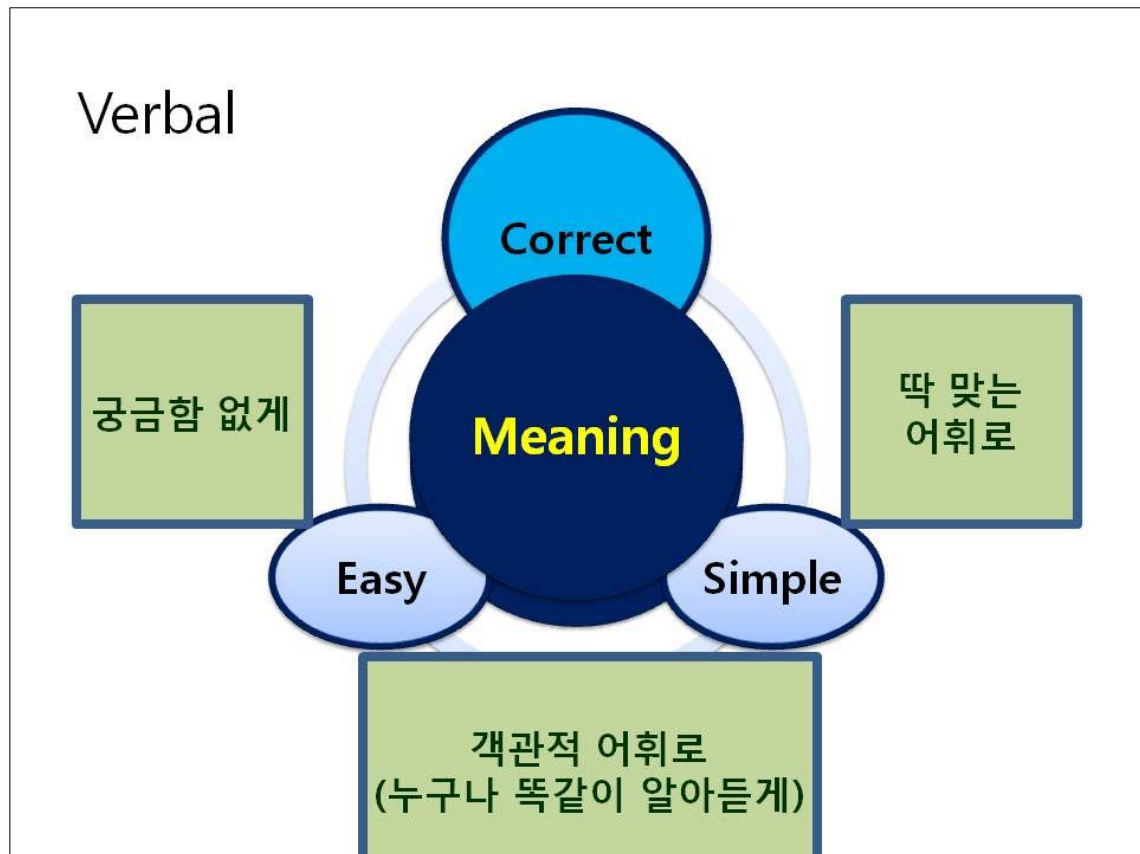 Verbal
Correct
궁금함 없게
딱 맞는
어휘로
Meaning
Easy
Simple
객관적 어휘로
(누구나 똑같이 알아듣게)